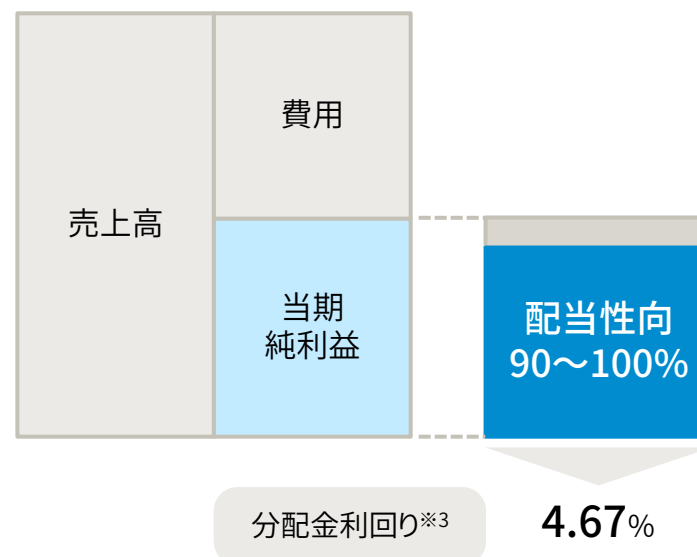 売上高
費用
当期
純利益
配当性向
90～100%
分配金利回り※3
4.67%